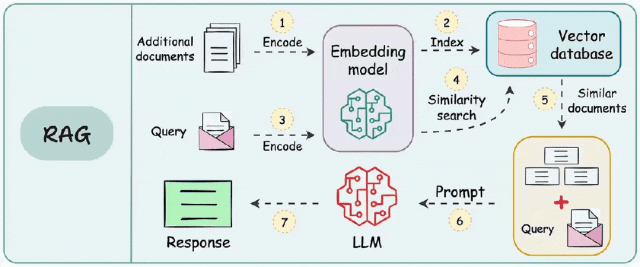 RAG
Additional
documents
1
Encode
Embedding
model
2
Index
Vector
database
Query
3
Encode
4
Similarity
search
5
Similar
documents
Query
Prompt
6
LLM
7
Response